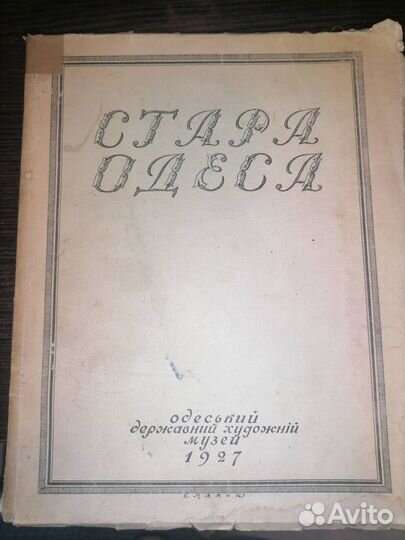 СТАРА
ОДЕСА
одеський
державний художній
музей
1927
Avito